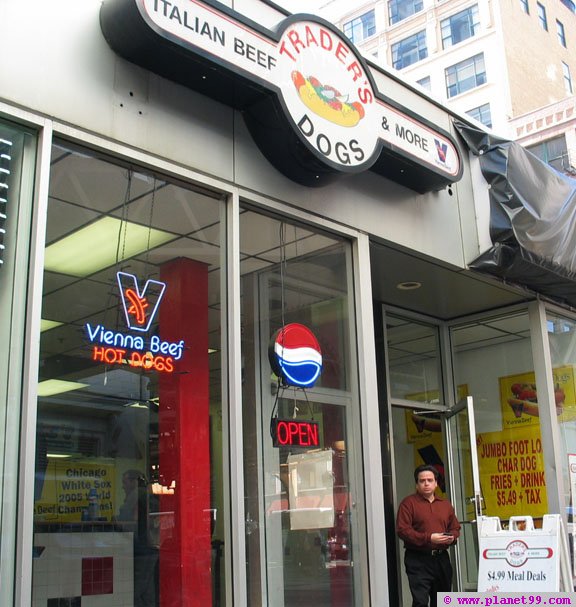 ITALIAN BEEF
TRADER'S
DOGS
& MORE
V
Vienna Beef
HOT DOGS
OPEN
Chicago
White Sox
2005 World
Champions!
JUMBO FOOT LO
CHAR DOG
FRIES + DRINK
$5.49 + TAX
$4.99 Meal Deals
© www.planet99.com